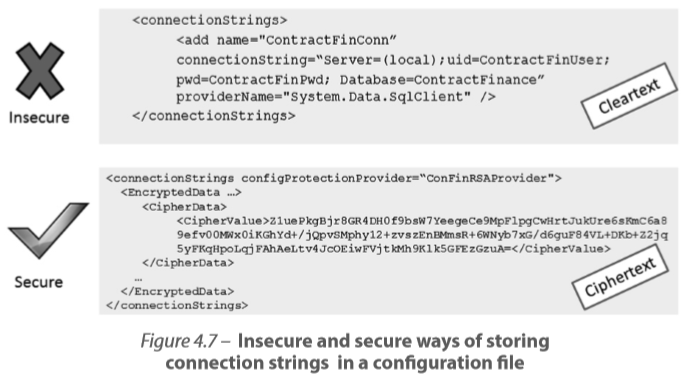 <connectionStrings>
<add name="ContractFinConn”
connectionString=“Server=(local);uid=ContractFinUser;
pwd=ContractFinPwd; Database=ContractFinance”
providerName="System.Data.SqlClient" />
</connectionStrings>
Insecure
Cleartext
<connectionStrings configProtectionProvider=“ConFinRSAProvider">
<EncryptedData …>
<CipherData>
<CipherValue>Z1uePkgBjr8GR4DH0f9bsW7YeegeCe9MpFlpgCwHrtJukUre6sKmC6a8
9efv00MWx0iKGhYd+/jQpvSMphy12+zvszEnBMmsR+6WNyb7xG/d6guF84VL+DKb+Z2jq
5yFKqHpoLqjFAhAeLtv4JcOEiwFVjtkMh9Klk5GFEzGzuA=</CipherValue>
</CipherData>
…
</EncryptedData>
</connectionStrings>
Secure
Ciphertext
Figure 4.7 – Insecure and secure ways of storing
connection strings in a configuration file